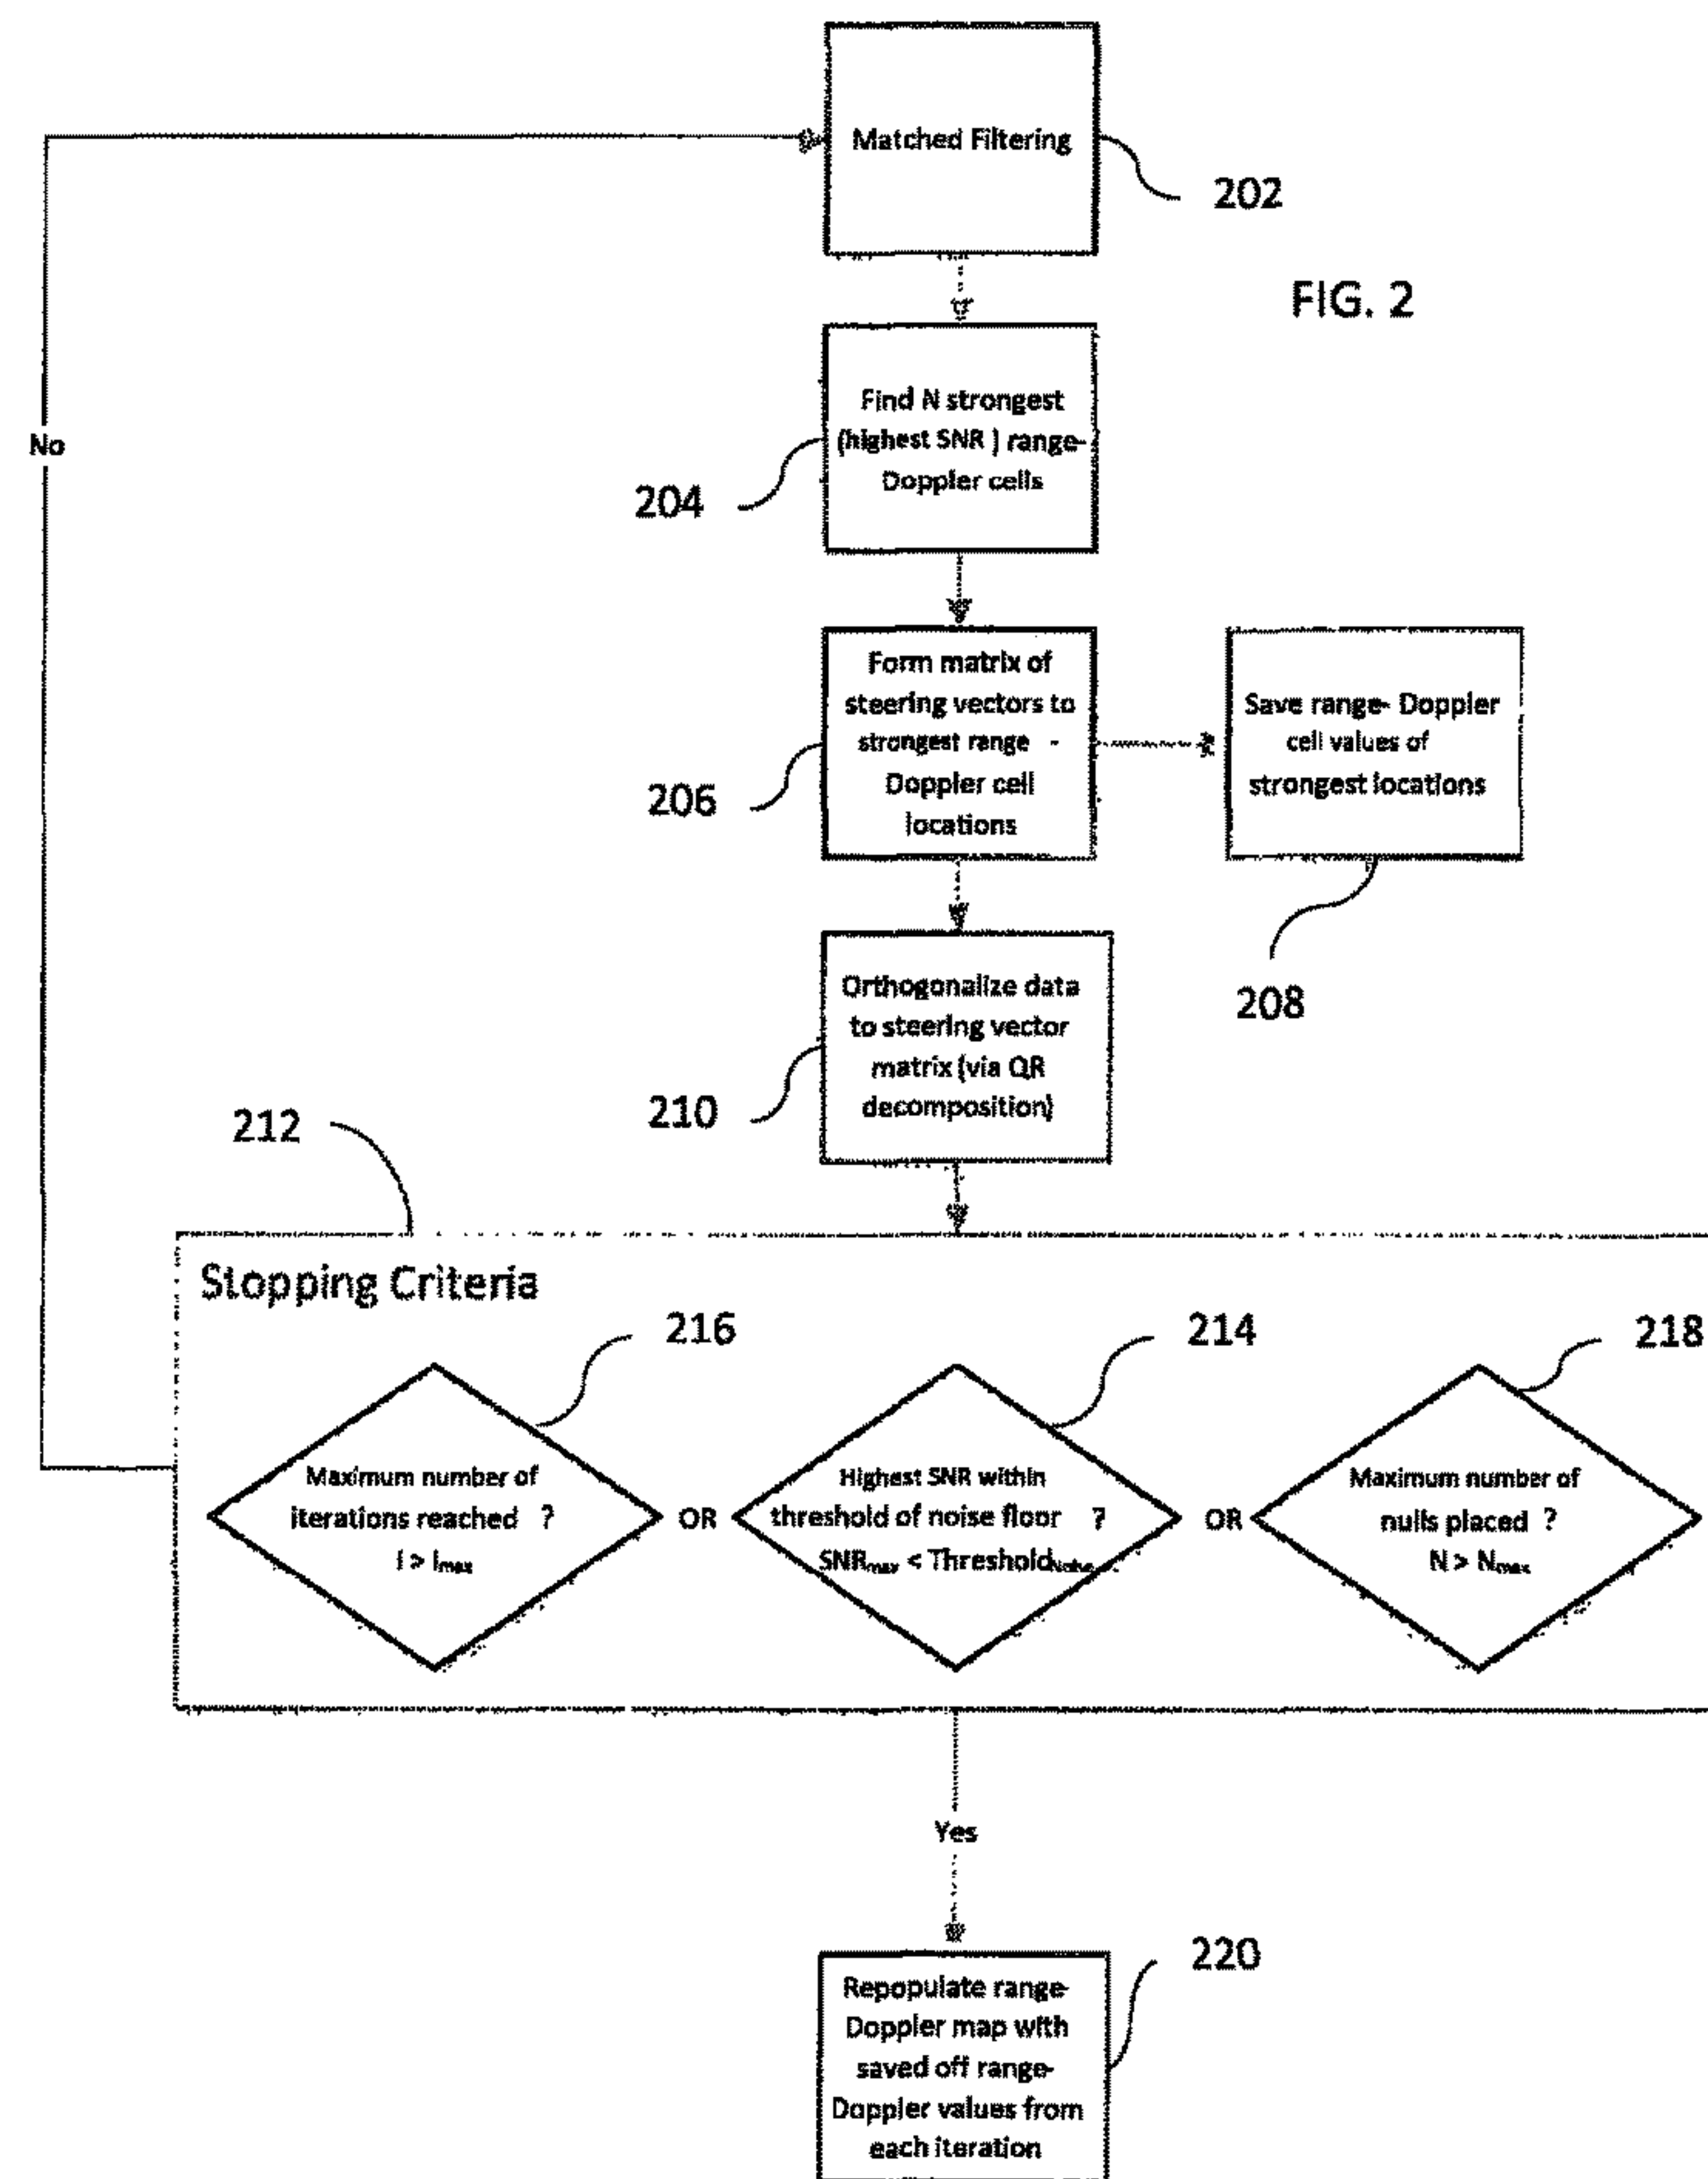 Matched Filtering
202
FIG. 2
Find N strongest
(highest SNR ) range-
Doppler cells
204
No
Form matrix of
steering vectors to
strongest range -
Doppler cell
locations
206
Save range- Doppler
cell values of
strongest locations
208
Orthogonalize data
to steering vector
matrix (via QR
decomposition)
210
212
Stopping Criteria
216
214
218
Maximum number of
iterations reached ?
I > Imax
OR
Highest SNR within
threshold of noise floor ?
SNRmax < ThresholdNoise
OR
Maximum number of
nulls placed ?
N > Nmax
Yes
220
Repopulate range-
Doppler map with
saved off range-
Doppler values from
each iteration